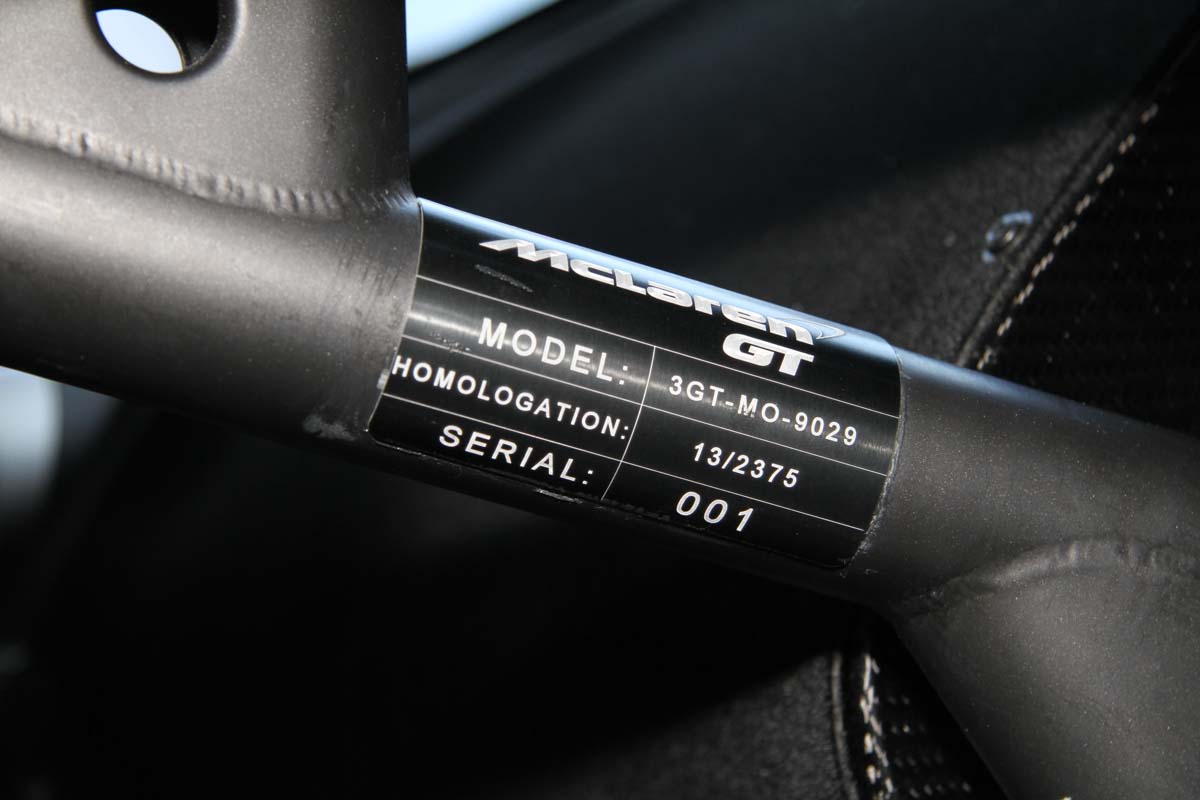 McLaren
GT
MODEL: 3GT-MO-9029
HOMOLOGATION: 13/2375
SERIAL: 001